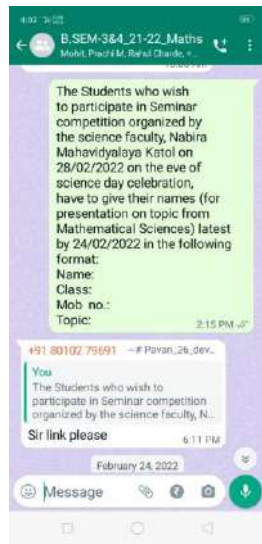 B.SEM-3&4_21-22_Maths
Mohit, Prachi M, Rahul Charde, +...
The Students who wish
to participate in Seminar
competition organized by
the science faculty, Nabira
Mahavidyalaya Katol on
28/02/2022 on the eve of
science day celebration,
have to give their names (for
presentation on topic from
Mathematical Sciences) latest
by 24/02/2022 in the following
format:
Name:
Class:
Mob no.:
Topic:
2:15 PM
+91 80102 79691 ~# Pavan_26_dev..
You
The Students who wish to
participate in Seminar competition
organized by the science faculty, N..
Sir link please
6:11 PM
February 24, 2022
Message